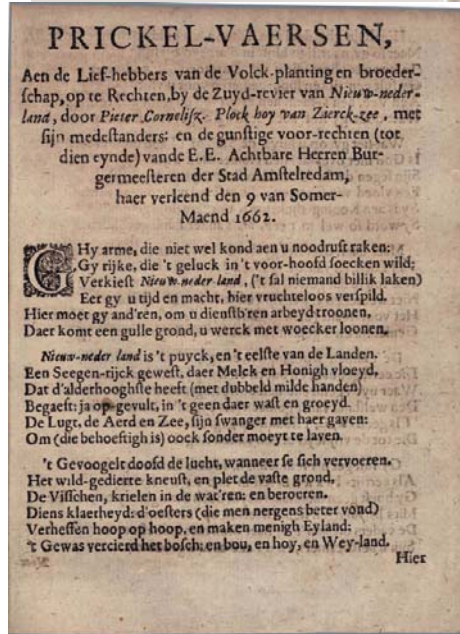 PRICKEL-VAERSEN,
Aen de Lief-hebbers van de Volck-planting en broeder-
schap, op te Rechten, by de Zuyd-revier van Nieuw-neder-
land, door Pieter Cornelisz. Plock hoy van Zierck-zee, met
sijn medestanders: en de gunstige voor-rechten (tot
dien eynde) vande E.E. Achtbare Heeren Bur-
germeesteren der Stad Amstelredam,
haer verleend den 9 van Somer-
Maend 1662.
GHy arme, die niet wel kond aen u noodruft raken:
Gy rijke, die 't geluck in 't voor-hoofd soecken wild;
Verkiest Nieuw-neder-land, ('t sal niemand billik laken)
Eer gy u tijd en macht, hier vruchteloos verspild.
Hier moet gy and'ren, om u dienstb'ren arbeyd troonen,
Daer komt een gulle grond, u werck met woecker loonen.
Nieuw-neder land is 't puyck, en 't eelste van de Landen.
Een Seegen-rijck gewest, daer Melck en Honigh vloeyd,
Dat d'alderhooghste heeft (met dubbeld milde handen)
Begaeft: ja op-gevult, in 't geen daer wast en groeyd.
De Lugt, de Aerd en Zee, sijn swanger met haer gaven:
Om (die behoeftigh is) oock sonder moeyt te laven.
't Gevoogelt doofd de lucht, wanneer se sich vervoeren.
Het wild-gedierte kneust, en plet de vaste grond,
De Visschen, krielen in de wat'ren: en beroeren.
Diens klaerheyd: d'oesters (die men nergens beter vond)
Verheffen hoop op hoop, en maken menigh Eyland:
't Gewas vercierd het bosch: en bou, en hoy, en Wey-land.
Hier